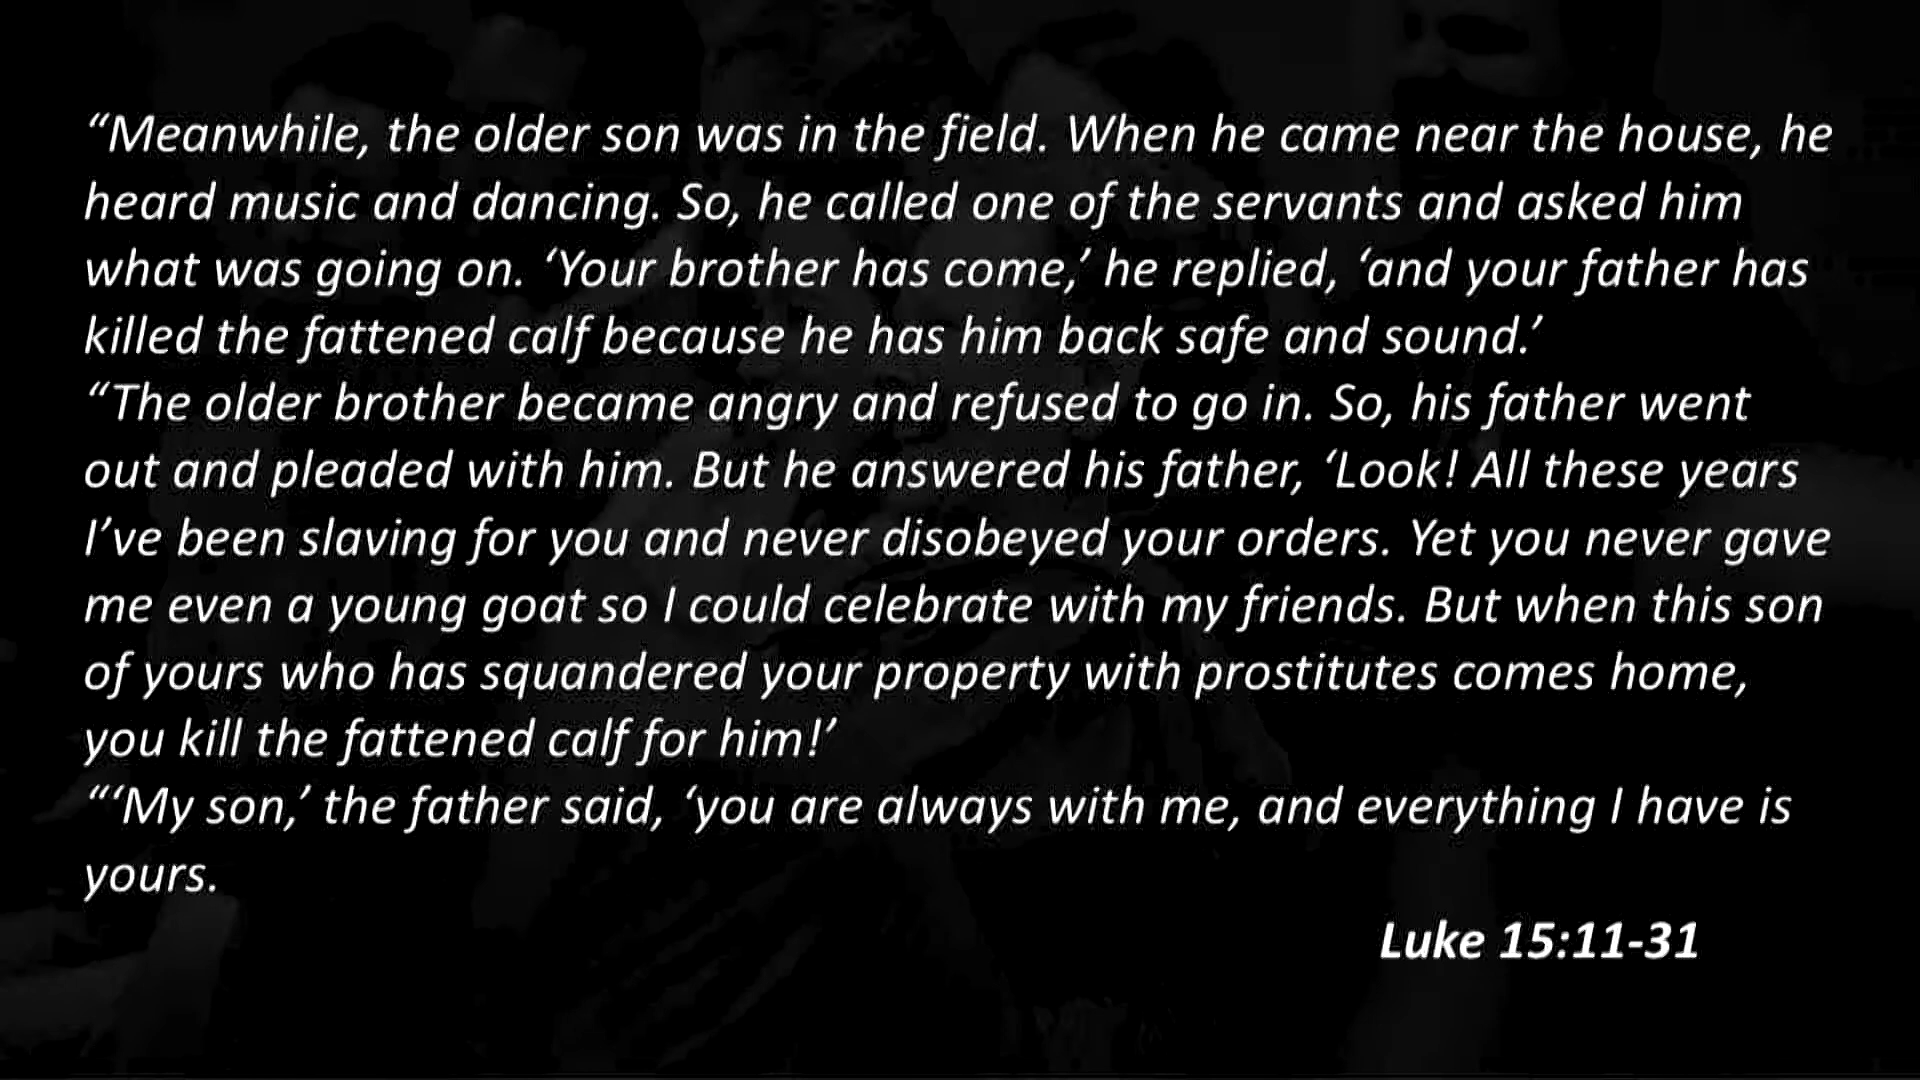 “Meanwhile, the older son was in the field. When he came near the house, he
heard music and dancing. So, he called one of the servants and asked him
what was going on. ‘Your brother has come,’ he replied, ‘and your father has
killed the fattened calf because he has him back safe and sound.’
“The older brother became angry and refused to go in. So, his father went
out and pleaded with him. But he answered his father, ‘Look! All these years
I’ve been slaving for you and never disobeyed your orders. Yet you never gave
me even a young goat so I could celebrate with my friends. But when this son
of yours who has squandered your property with prostitutes comes home,
you kill the fattened calf for him!’
“‘My son,’ the father said, ‘you are always with me, and everything I have is
yours.
Luke 15:11-31